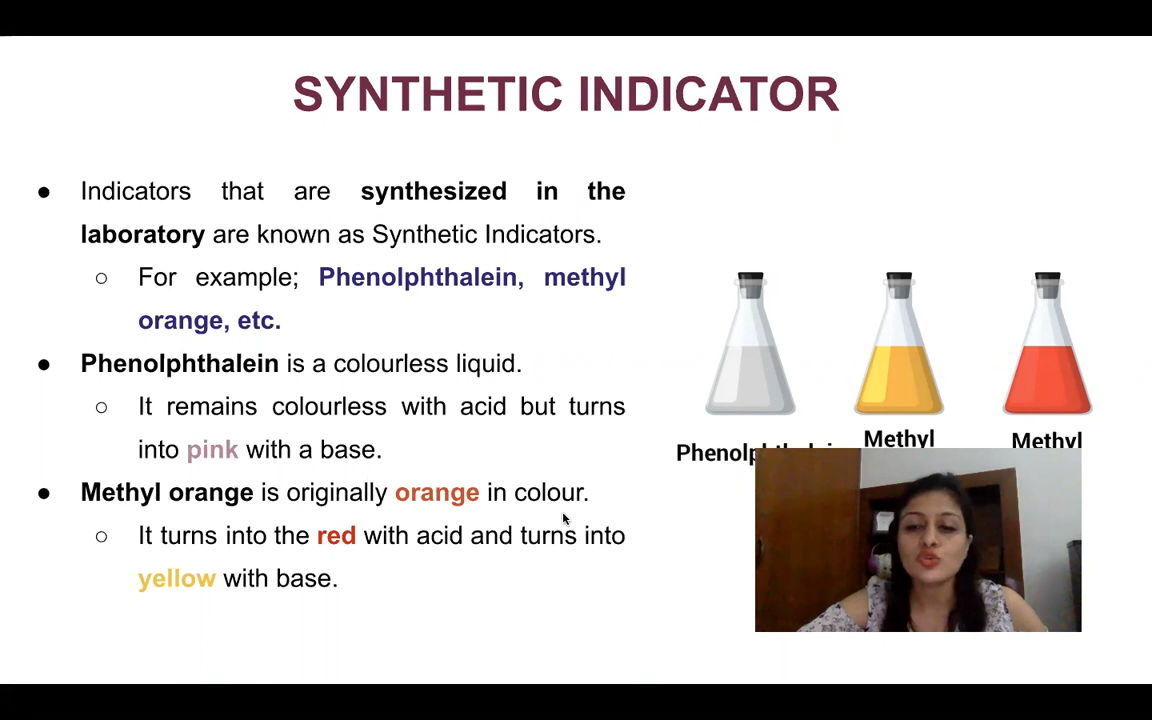 SYNTHETIC INDICATOR
● Indicators that are synthesized in the
laboratory are known as Synthetic Indicators.
○ For example; Phenolphthalein, methyl
orange, etc.
● Phenolphthalein is a colourless liquid.
○ It remains colourless with acid but turns
into pink with a base.
● Methyl orange is originally orange in colour.
○ It turns into the red with acid and turns into
yellow with base.
Methyl
Methyl